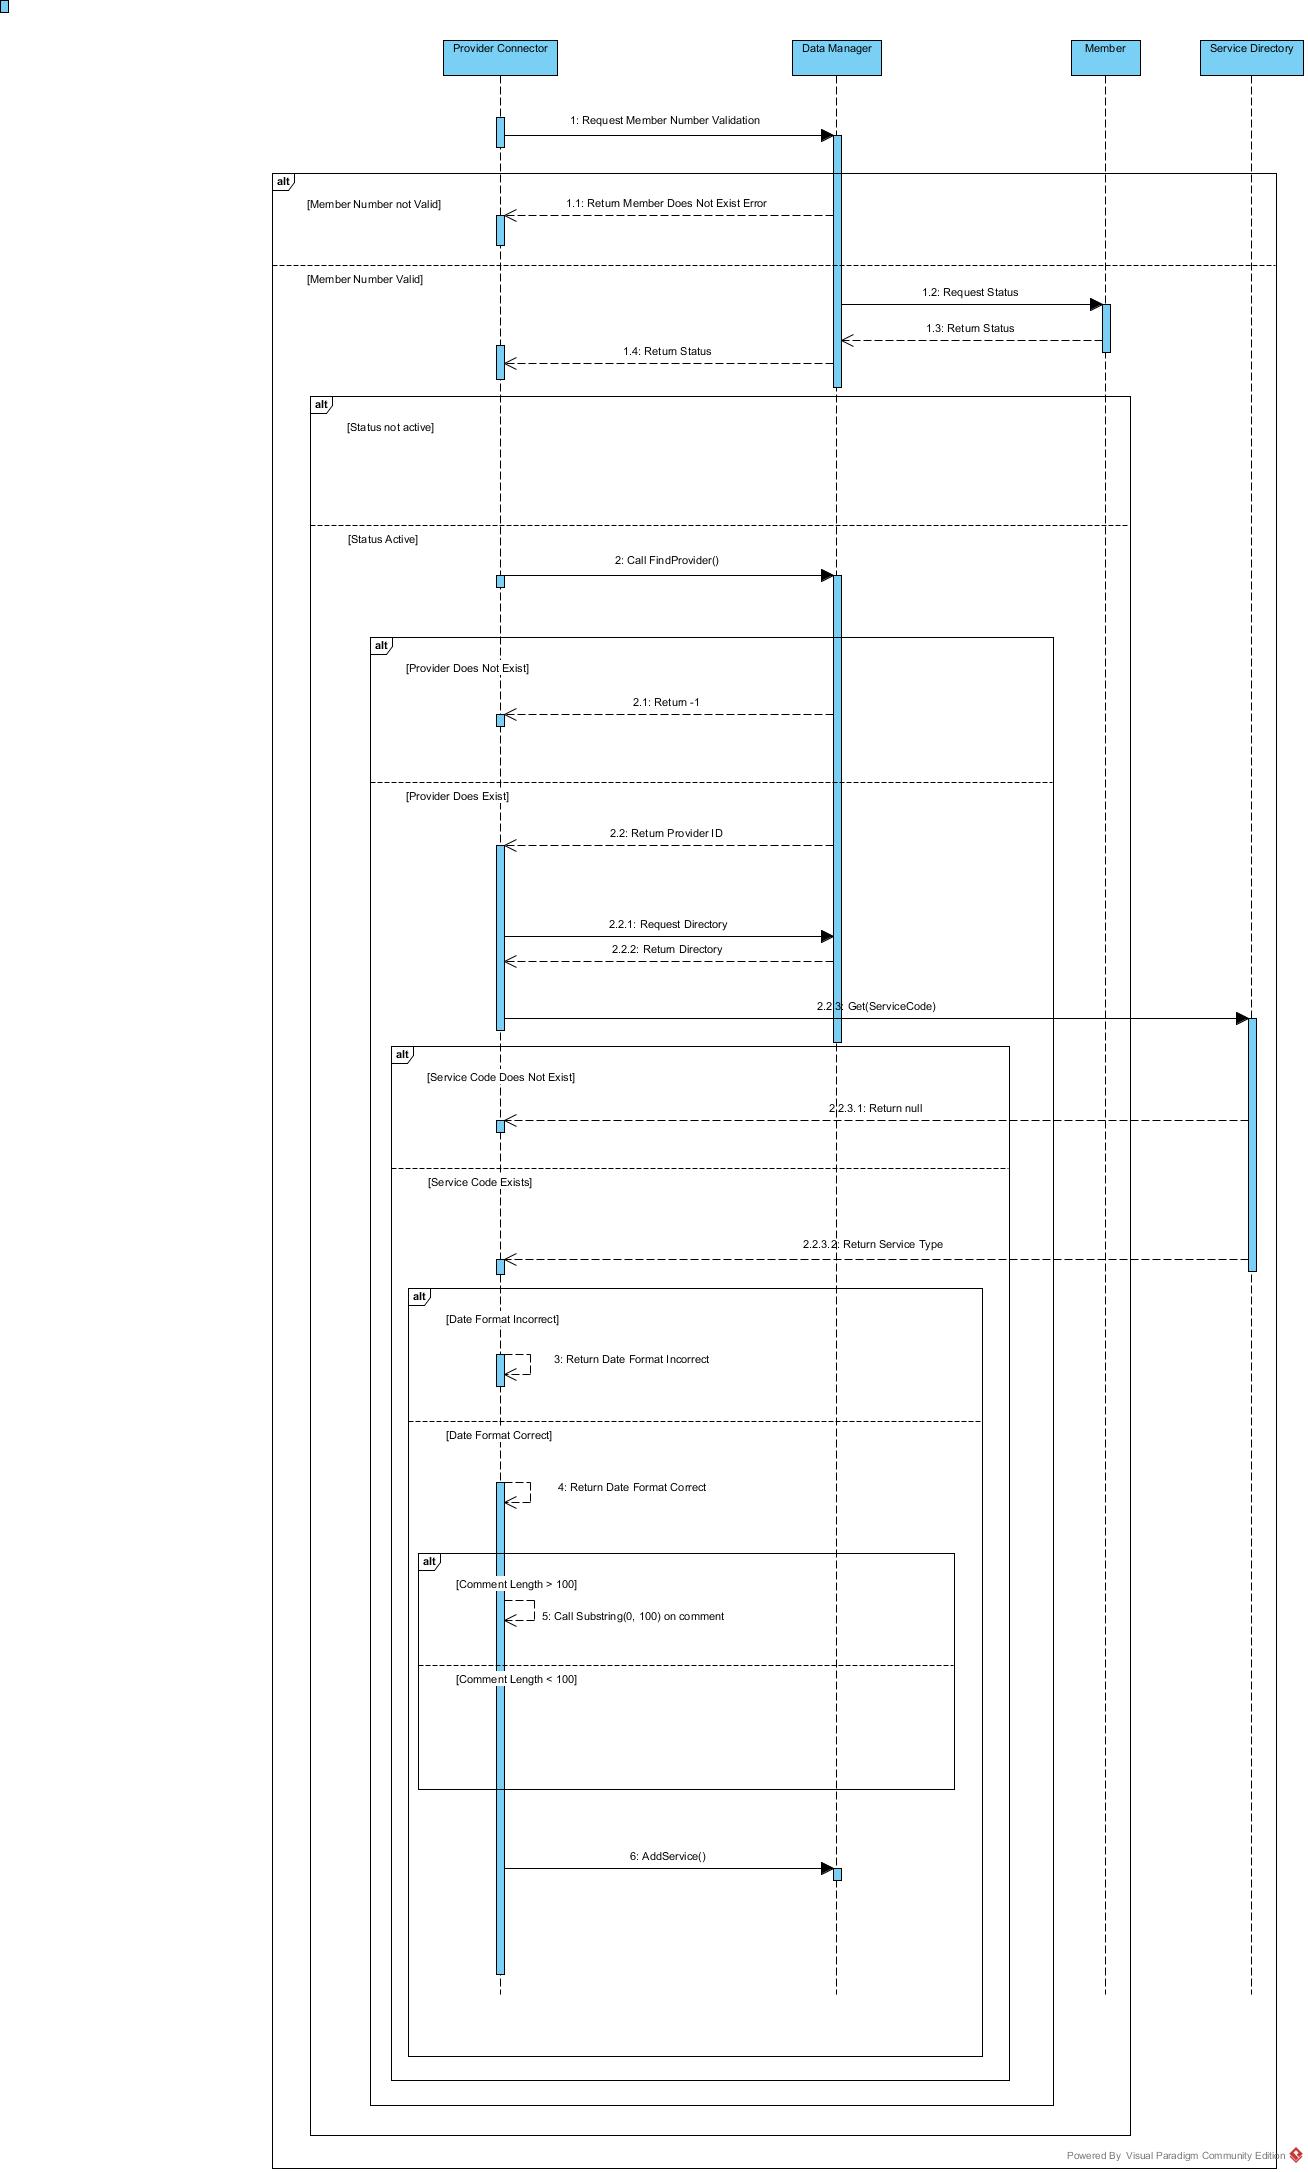 Provider Connector
Data Manager
Member
Service Directory
1: Request Member Number Validation
alt
[Member Number not Valid]
1.1: Return Member Does Not Exist Error
[Member Number Valid]
1.2: Request Status
1.3: Return Status
1.4: Return Status
alt
[Status not active]
[Status Active]
2: Call FindProvider()
alt
[Provider Does Not Exist]
2.1: Return -1
[Provider Does Exist]
2.2: Return Provider ID
2.2.1: Request Directory
2.2.2: Return Directory
2.2.3: Get(ServiceCode)
alt
[Service Code Does Not Exist]
2.2.3.1: Return null
[Service Code Exists]
2.2.3.2: Return Service Type
alt
[Date Format Incorrect]
3: Return Date Format Incorrect
[Date Format Correct]
4: Return Date Format Correct
alt
[Comment Length > 100]
5: Call Substring(0, 100) on comment
[Comment Length < 100]
6: AddService()
Powered By Visual Paradigm Community Edition